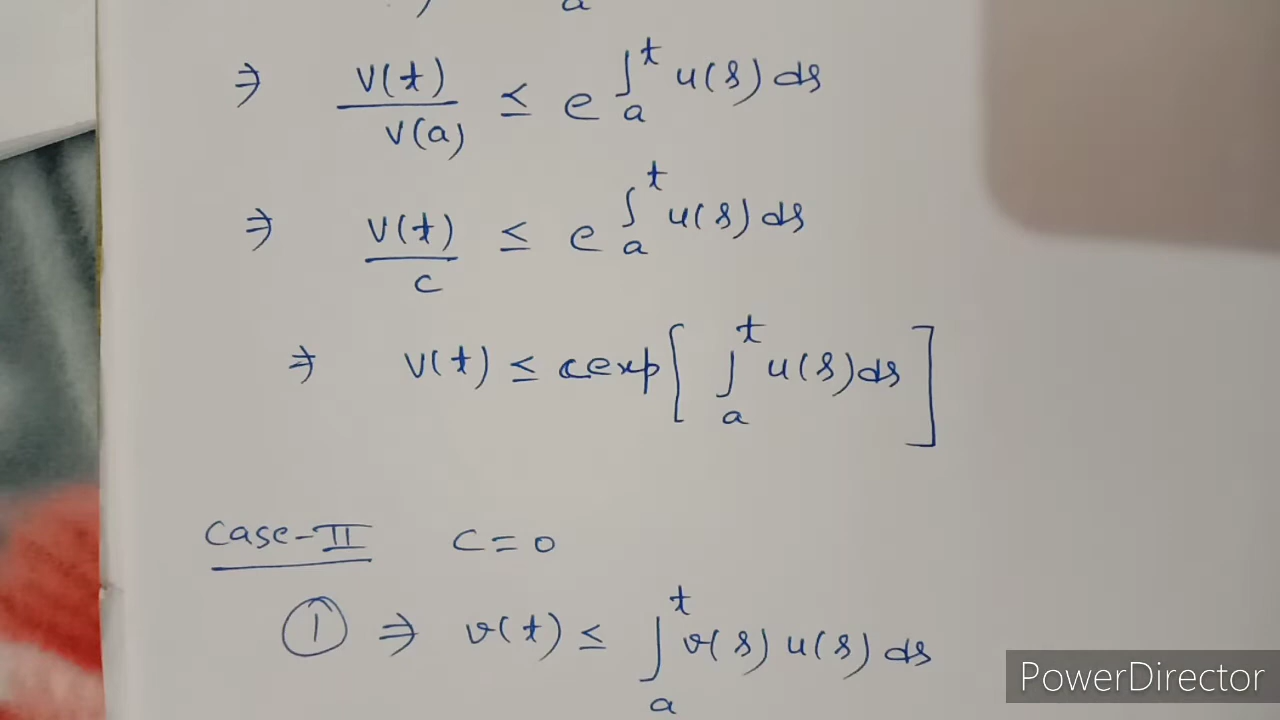 ⇒ V(t)/V(a) ≤ e^∫_a^t u(s) ds
⇒ V(t)/c ≤ e^∫_a^t u(s) ds
⇒ V(t) ≤ c exp[∫_a^t u(s) ds]
Case-II c = 0
① ⇒ v(t) ≤ ∫_a^t v(s) u(s) ds
PowerDirector